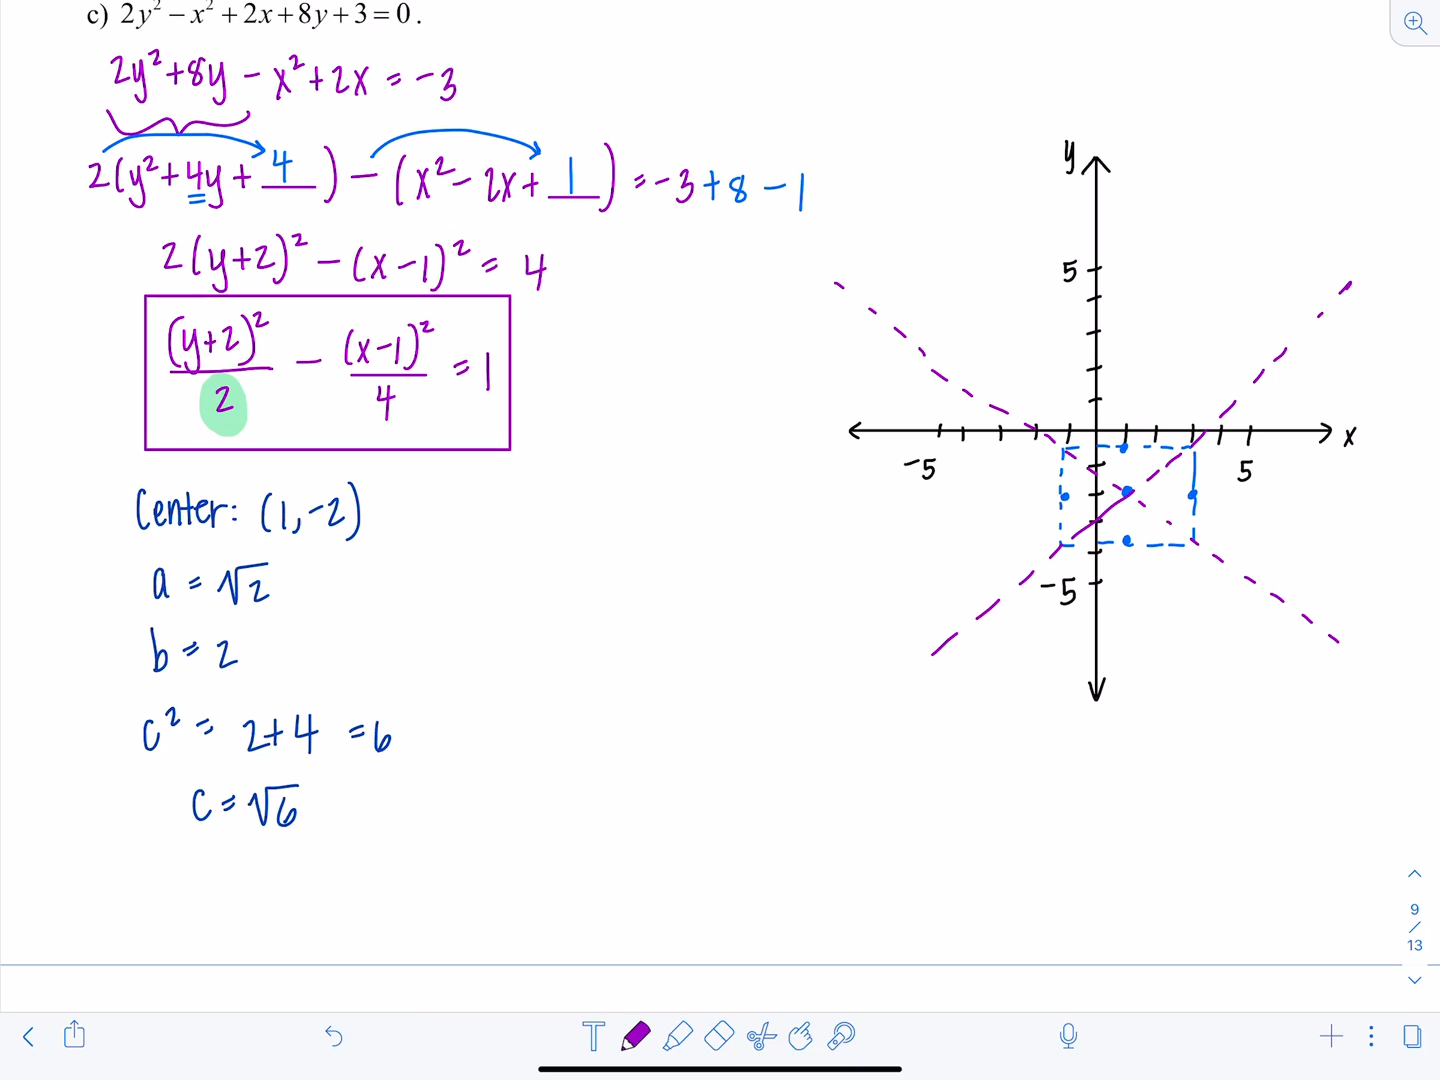 c) 2y² − x² + 2x + 8y + 3 = 0 .
2y² + 8y − x² + 2x = −3
2(y² + 4y + 4) − (x² − 2x + 1) = −3 + 8 − 1
2(y+2)² − (x−1)² = 4
(y+2)²/2 − (x−1)²/4 = 1
Center: (1, −2)
a = √2
b = 2
c² = 2+4 = 6
c = √6
y
5
x
−5
5
−5
9
/
13
T